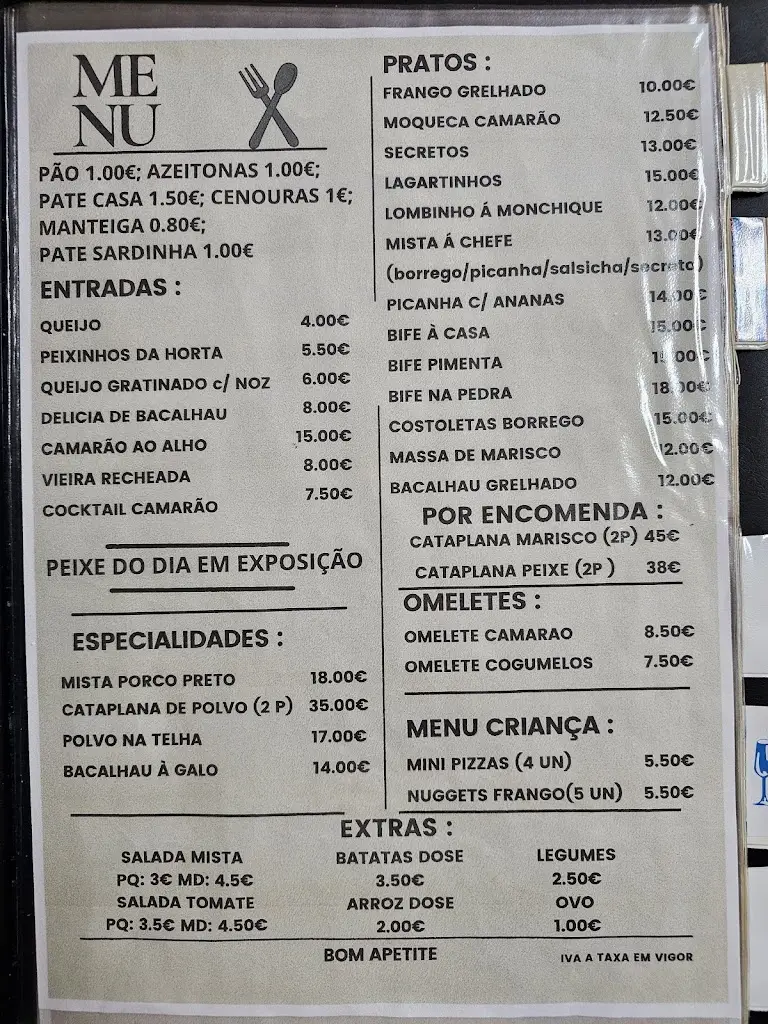 ME
NU
PÃO 1.00€; AZEITONAS 1.00€;
PATE CASA 1.50€; CENOURAS 1€;
MANTEIGA 0.80€;
PATE SARDINHA 1.00€
ENTRADAS :
QUEIJO 4.00€
PEIXINHOS DA HORTA 5.50€
QUEIJO GRATINADO c/ NOZ 6.00€
DELICIA DE BACALHAU 8.00€
CAMARÃO AO ALHO 15.00€
VIEIRA RECHEADA 8.00€
COCKTAIL CAMARÃO 7.50€
PEIXE DO DIA EM EXPOSIÇÃO
ESPECIALIDADES :
MISTA PORCO PRETO 18.00€
CATAPLANA DE POLVO (2 P) 35.00€
POLVO NA TELHA 17.00€
BACALHAU À GALO 14.00€
PRATOS :
FRANGO GRELHADO 10.00€
MOQUECA CAMARÃO 12.50€
SECRETOS 13.00€
LAGARTINHOS 15.00€
LOMBINHO Á MONCHIQUE 12.00€
MISTA Á CHEFE 13.00€
(borrego/picanha/salsicha/secreto)
PICANHA C/ ANANAS 14.00€
BIFE À CASA 15.00€
BIFE PIMENTA
BIFE NA PEDRA 18.00€
COSTOLETAS BORREGO 15.00€
MASSA DE MARISCO 12.00€
BACALHAU GRELHADO 12.00€
POR ENCOMENDA :
CATAPLANA MARISCO (2P) 45€
CATAPLANA PEIXE (2P ) 38€
OMELETES :
OMELETE CAMARAO 8.50€
OMELETE COGUMELOS 7.50€
MENU CRIANÇA :
MINI PIZZAS (4 UN) 5.50€
NUGGETS FRANGO(5 UN) 5.50€
EXTRAS :
SALADA MISTA BATATAS DOSE LEGUMES
PQ: 3€ MD: 4.5€ 3.50€ 2.50€
SALADA TOMATE ARROZ DOSE OVO
PQ: 3.5€ MD: 4.50€ 2.00€ 1.00€
BOM APETITE IVA A TAXA EM VIGOR